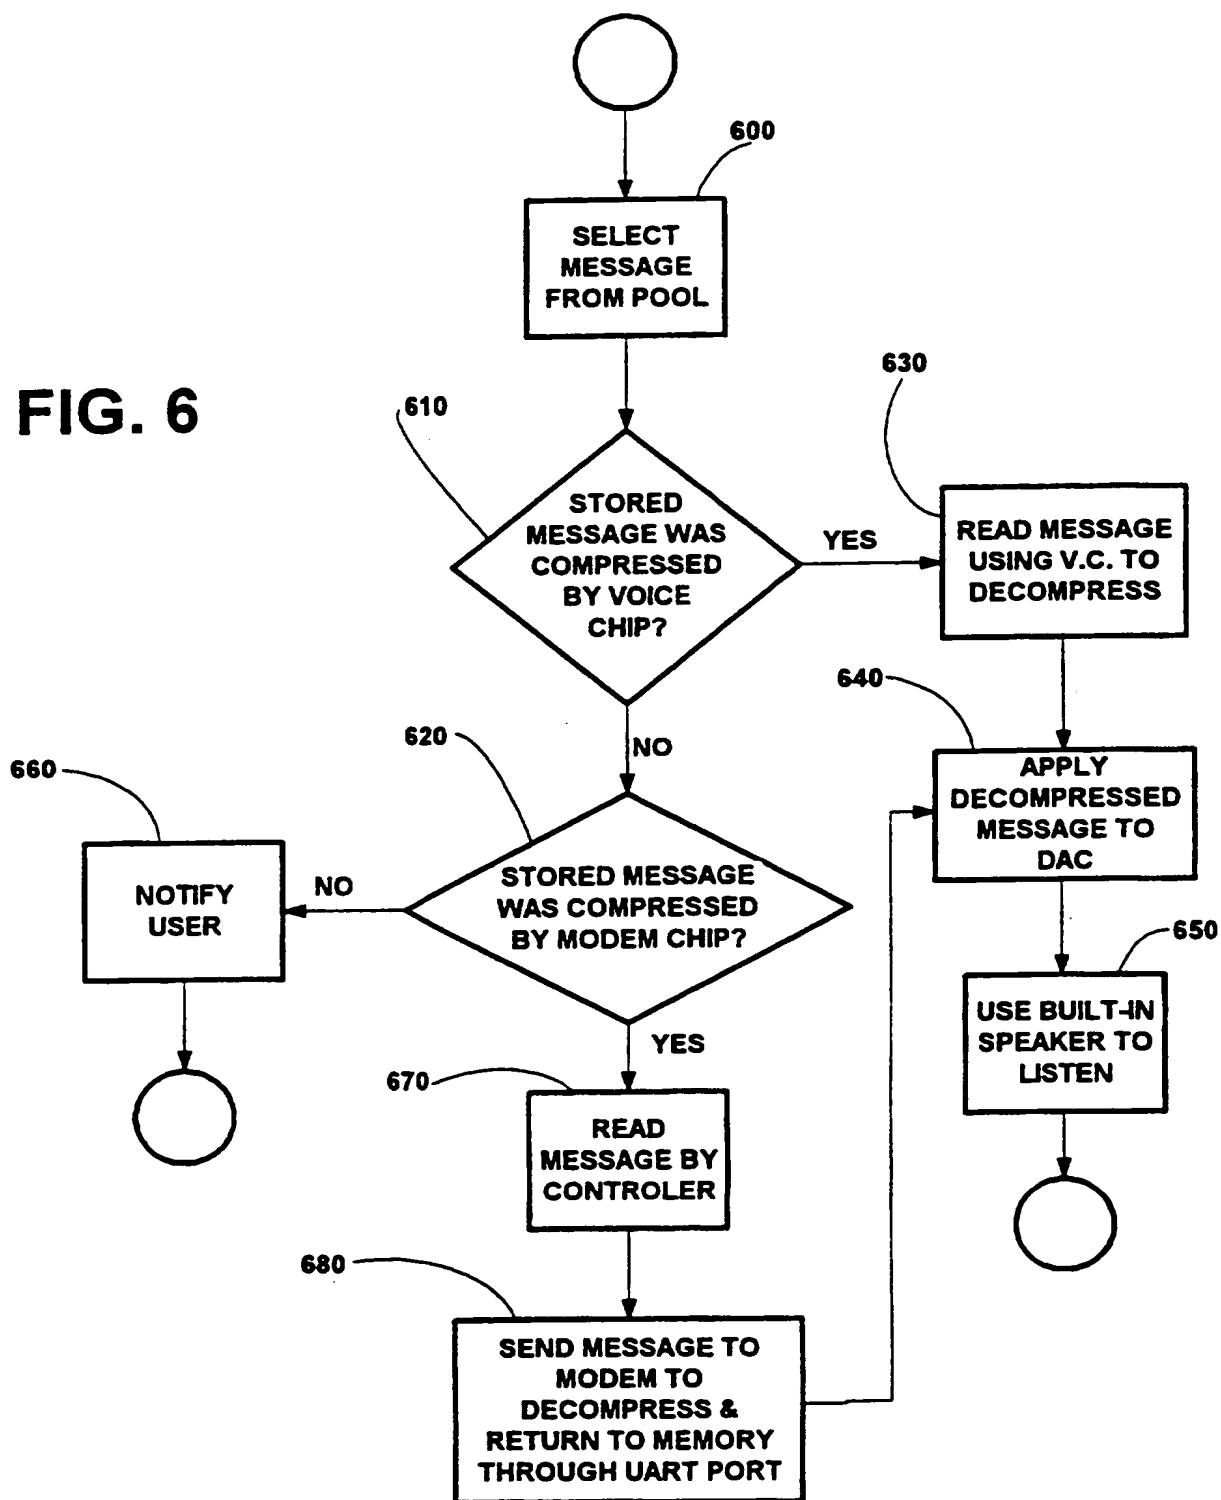 600
SELECT
MESSAGE
FROM POOL
FIG. 6
610
630
STORED
MESSAGE WAS
COMPRESSED
BY VOICE
CHIP?
YES
READ MESSAGE
USING V.C. TO
DECOMPRESS
640
NO
620
660
APPLY
DECOMPRESSED
MESSAGE TO
DAC
STORED MESSAGE
WAS COMPRESSED
BY MODEM CHIP?
NO
NOTIFY
USER
650
USE BUILT-IN
SPEAKER TO
LISTEN
YES
670
READ
MESSAGE BY
CONTROLER
680
SEND MESSAGE TO
MODEM TO
DECOMPRESS &
RETURN TO MEMORY
THROUGH UART PORT